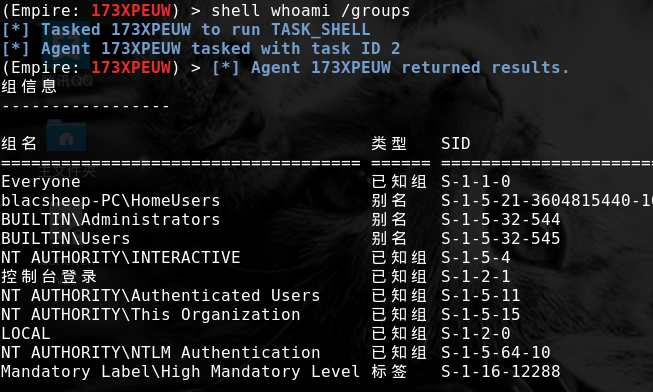 (Empire: 173XPEUW) > shell whoami /groups
[*] Tasked 173XPEUW to run TASK_SHELL
[*] Agent 173XPEUW tasked with task ID 2
(Empire: 173XPEUW) > [*] Agent 173XPEUW returned results.
组信息
-----------------
组名 类型 SID
==================================== ====== =====================
Everyone 已知组 S-1-1-0
blacsheep-PC\HomeUsers 别名 S-1-5-21-3604815440-10
BUILTIN\Administrators 别名 S-1-5-32-544
BUILTIN\Users 别名 S-1-5-32-545
NT AUTHORITY\INTERACTIVE 已知组 S-1-5-4
控制台登录 已知组 S-1-2-1
NT AUTHORITY\Authenticated Users 已知组 S-1-5-11
NT AUTHORITY\This Organization 已知组 S-1-5-15
LOCAL 已知组 S-1-2-0
NT AUTHORITY\NTLM Authentication 已知组 S-1-5-64-10
Mandatory Label\High Mandatory Level 标签 S-1-16-12288
主文件夹